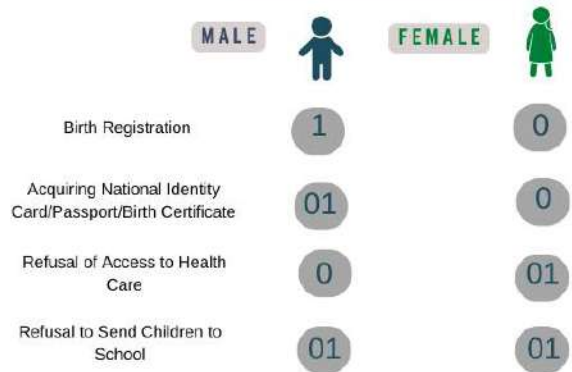 MALE FEMALE
Birth Registration 1 0
Acquiring National Identity
Card/Passport/Birth Certificate 01 0
Refusal of Access to Health
Care 0 01
Refusal to Send Children to
School 01 01